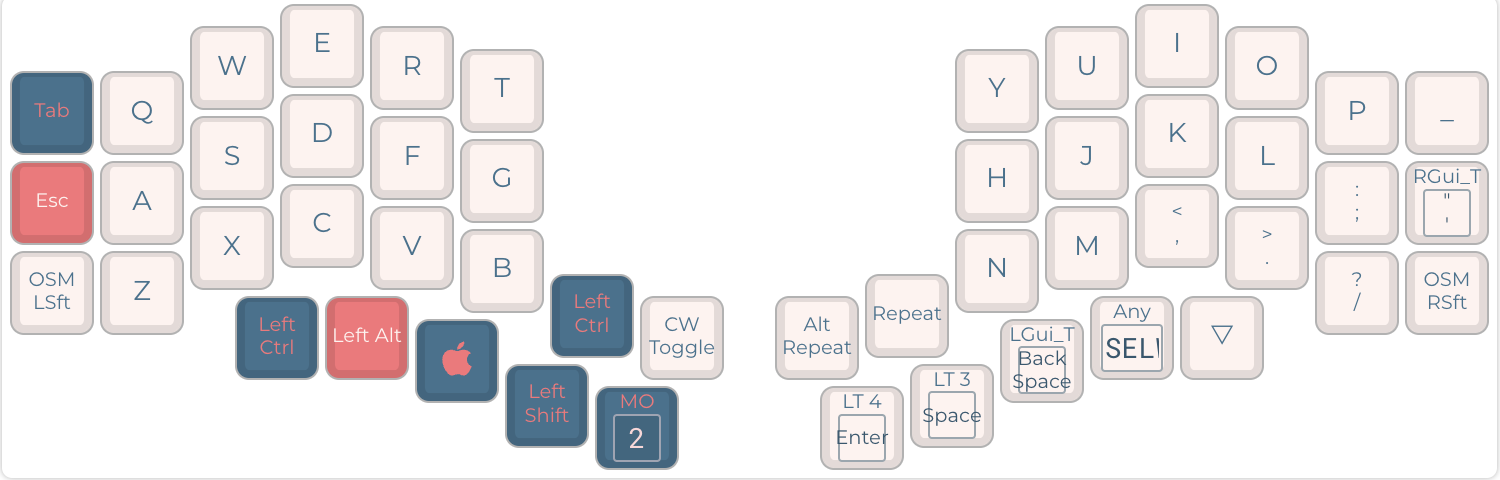 Tab
Q
W
E
R
T
Y
U
I
O
P
_
Esc
A
S
D
F
G
H
J
K
L
:
;
RGui_T
"
'
OSM
LSft
Z
X
C
V
B
N
M
<
,
>
.
?
/
OSM
RSft
Left
Ctrl
Left Alt
Left
Ctrl
CW
Toggle
Left
Shift
MO
2
Alt
Repeat
Repeat
LT 4
Enter
LT 3
Space
LGui_T
Back
Space
Any
SEL
▽